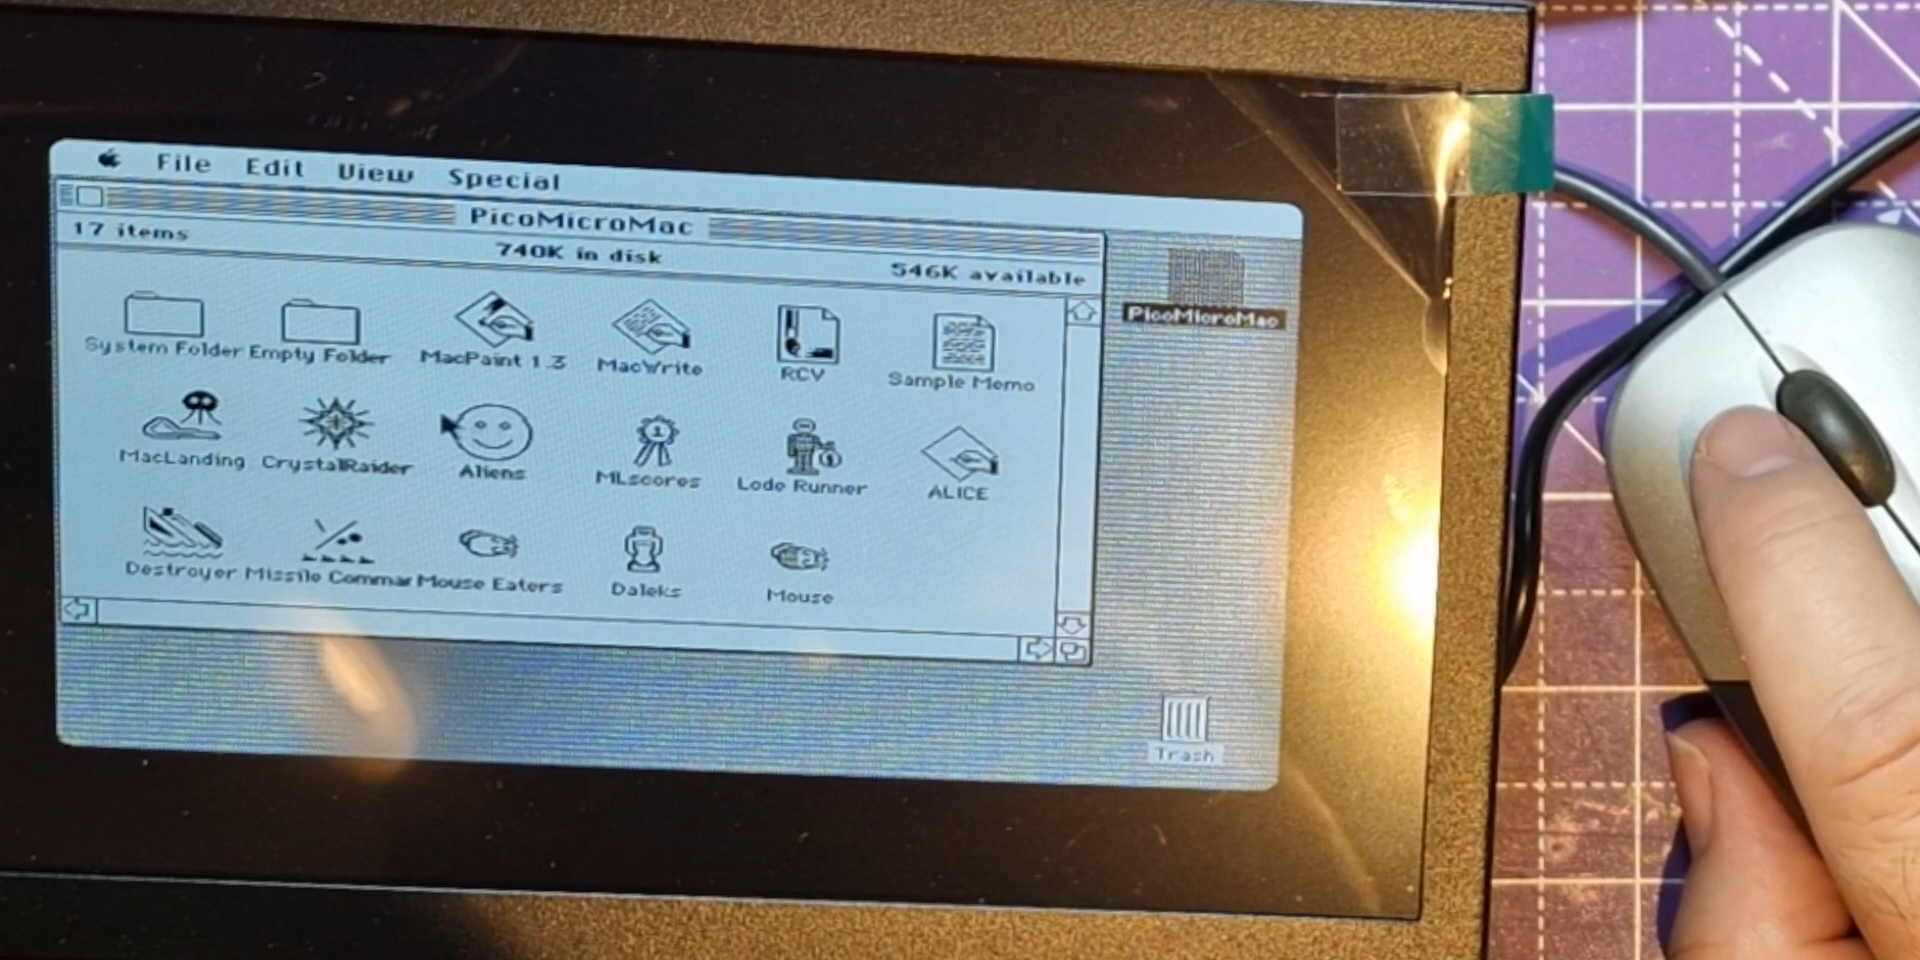 File Edit View Special
PicoMicroMac
17 items 740K in disk 546K available
PicoMicroMac
System Folder Empty Folder MacPaint 1.3 MacWrite RCV Sample Memo
MacLanding CrystalRaider Aliens MLscores Lode Runner ALICE
Destroyer Missile Commar Mouse Eaters Daleks Mouse
Trash